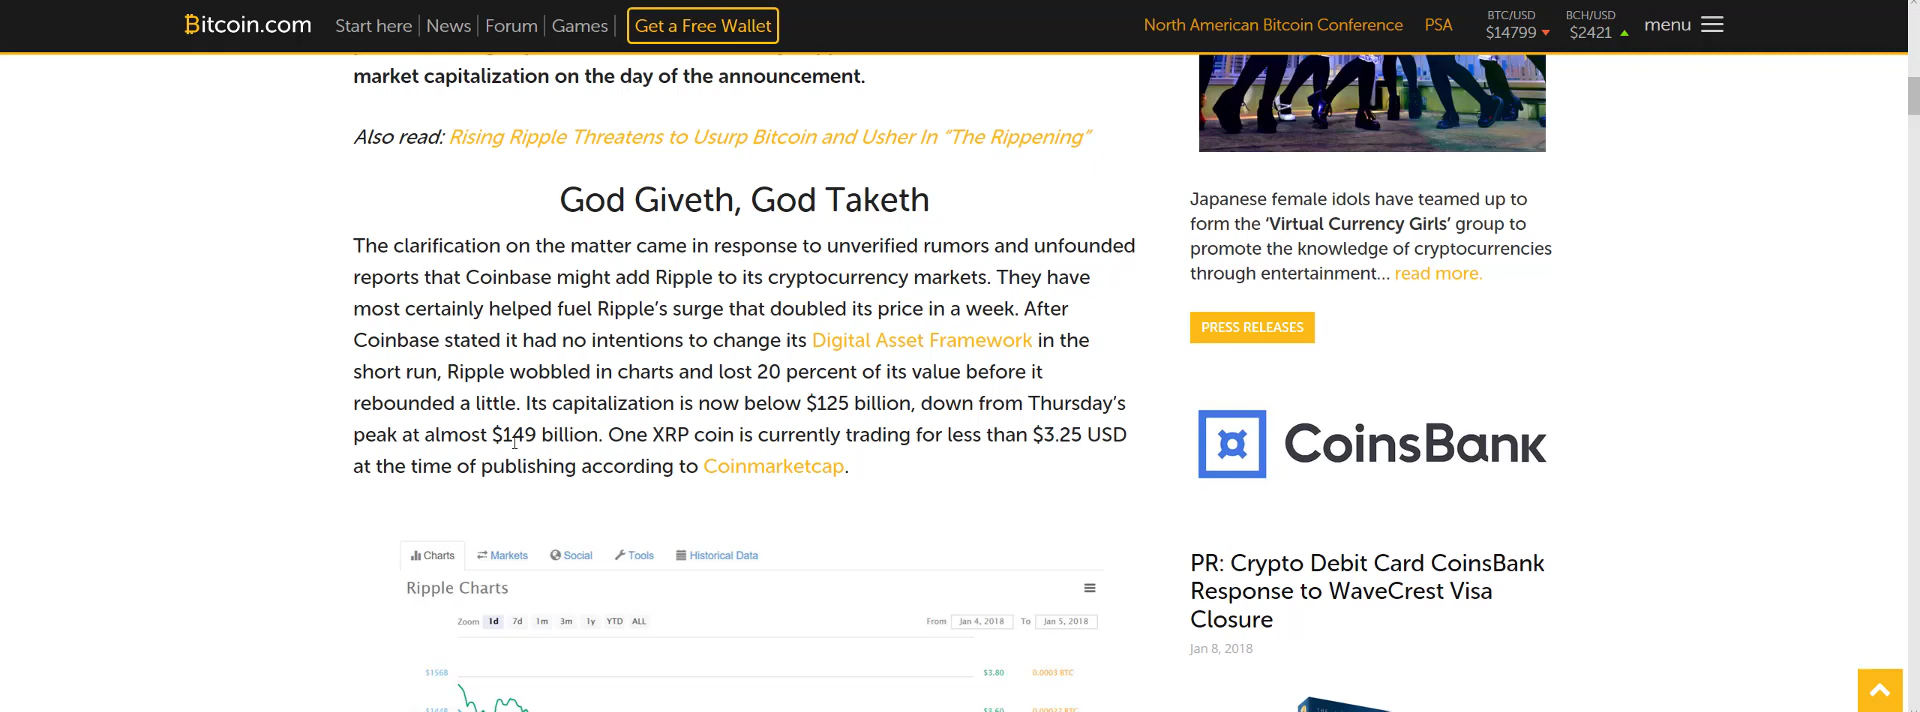 Bitcoin.com
Start here
News
Forum
Games
Get a Free Wallet
North American Bitcoin Conference
PSA
BTC/USD
$14799
BCH/USD
$2421
menu
market capitalization on the day of the announcement.
Also read: Rising Ripple Threatens to Usurp Bitcoin and Usher In “The Rippening”
God Giveth, God Taketh
The clarification on the matter came in response to unverified rumors and unfounded
reports that Coinbase might add Ripple to its cryptocurrency markets. They have
most certainly helped fuel Ripple’s surge that doubled its price in a week. After
Coinbase stated it had no intentions to change its Digital Asset Framework in the
short run, Ripple wobbled in charts and lost 20 percent of its value before it
rebounded a little. Its capitalization is now below $125 billion, down from Thursday’s
peak at almost $149 billion. One XRP coin is currently trading for less than $3.25 USD
at the time of publishing according to Coinmarketcap.
Charts
Markets
Social
Tools
Historical Data
Ripple Charts
Zoom 1d 7d 1m 3m 1y YTD ALL
From Jan 4, 2018 To Jan 5, 2018
$156B
$3.80
0.0003 BTC
Japanese female idols have teamed up to
form the ‘Virtual Currency Girls’ group to
promote the knowledge of cryptocurrencies
through entertainment... read more.
PRESS RELEASES
CoinsBank
PR: Crypto Debit Card CoinsBank
Response to WaveCrest Visa
Closure
Jan 8, 2018